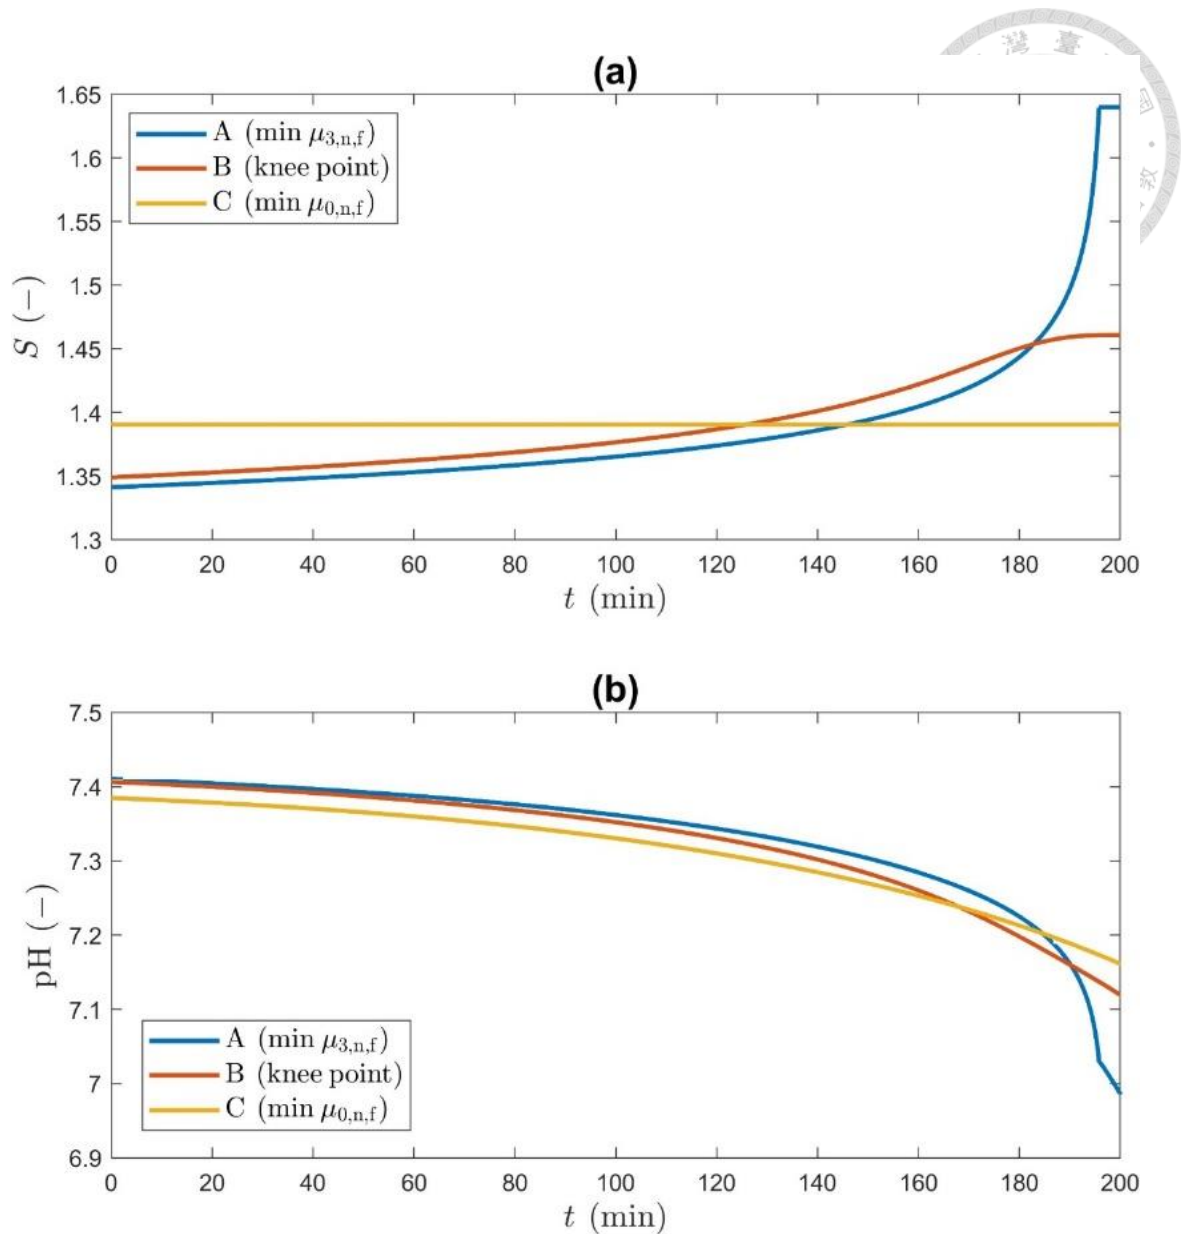 灣 臺
教
(a)
1.65
1.6
1.55
1.5
1.45
1.4
1.35
1.3
S (−)
A (min μ3,n,f)
B (knee point)
C (min μ0,n,f)
0 20 40 60 80 100 120 140 160 180 200
t (min)
(b)
7.5
7.4
7.3
7.2
7.1
7
6.9
pH (−)
A (min μ3,n,f)
B (knee point)
C (min μ0,n,f)
0 20 40 60 80 100 120 140 160 180 200
t (min)